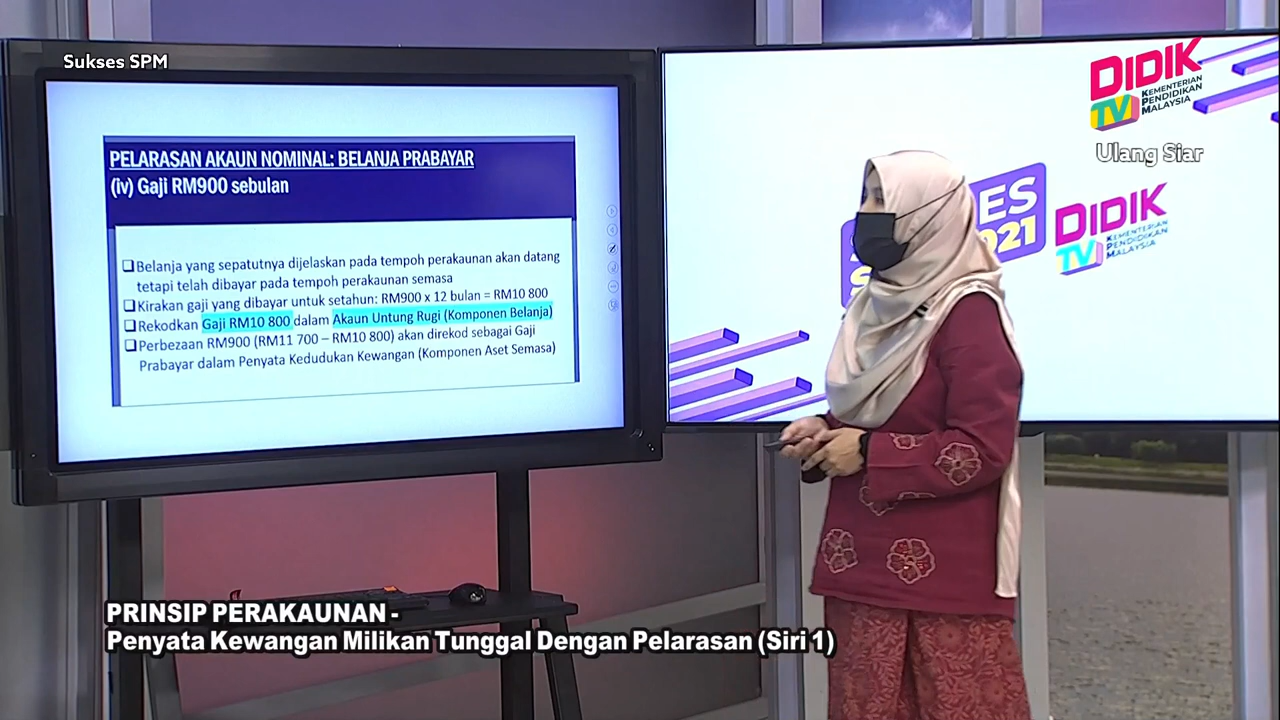 Sukses SPM
PELARASAN AKAUN NOMINAL: BELANJA PRABAYAR
(iv) Gaji RM900 sebulan
❑Belanja yang sepatutnya dijelaskan pada tempoh perakaunan akan datang
tetapi telah dibayar pada tempoh perakaunan semasa
❑Kirakan gaji yang dibayar untuk setahun: RM900 x 12 bulan = RM10 800
❑Rekodkan Gaji RM10 800 dalam Akaun Untung Rugi (Komponen Belanja)
❑Perbezaan RM900 (RM11 700 – RM10 800) akan direkod sebagai Gaji
Prabayar dalam Penyata Kedudukan Kewangan (Komponen Aset Semasa)
DIDIK
TV
KEMENTERIAN
PENDIDIKAN
MALAYSIA
Ulang Siar
ES
021
DIDIK
TV
KEMENTERIAN
PENDIDIKAN
MALAYSIA
PRINSIP PERAKAUNAN -
Penyata Kewangan Milikan Tunggal Dengan Pelarasan (Siri 1)